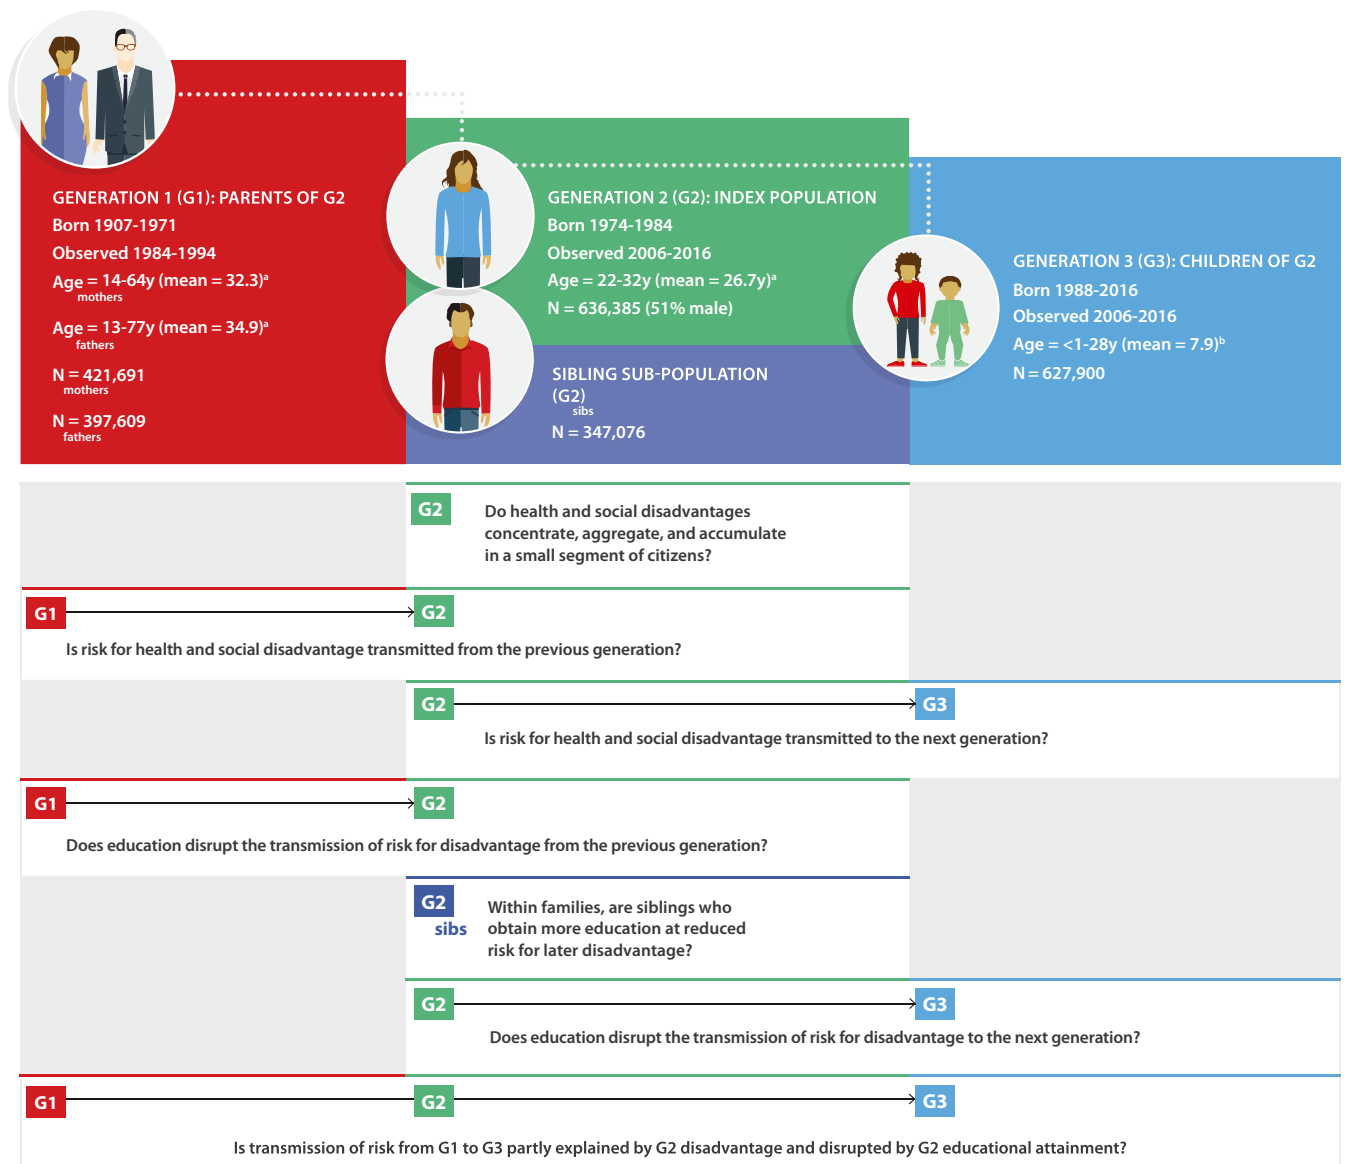 GENERATION 1 (G1): PARENTS OF G2
Born 1907-1971
Observed 1984-1994
Age mothers = 14-64y (mean = 32.3)ᵃ
Age fathers = 13-77y (mean = 34.9)ᵃ
N mothers = 421,691
N fathers = 397,609
GENERATION 2 (G2): INDEX POPULATION
Born 1974-1984
Observed 2006-2016
Age = 22-32y (mean = 26.7y)ᵃ
N = 636,385 (51% male)
SIBLING SUB-POPULATION
(G2) sibs
N = 347,076
GENERATION 3 (G3): CHILDREN OF G2
Born 1988-2016
Observed 2006-2016
Age = <1-28y (mean = 7.9)ᵇ
N = 627,900
G2
Do health and social disadvantages
concentrate, aggregate, and accumulate
in a small segment of citizens?
G1 G2
Is risk for health and social disadvantage transmitted from the previous generation?
G2 G3
Is risk for health and social disadvantage transmitted to the next generation?
G1 G2
Does education disrupt the transmission of risk for disadvantage from the previous generation?
G2 sibs
Within families, are siblings who
obtain more education at reduced
risk for later disadvantage?
G2 G3
Does education disrupt the transmission of risk for disadvantage to the next generation?
G1 G2 G3
Is transmission of risk from G1 to G3 partly explained by G2 disadvantage and disrupted by G2 educational attainment?